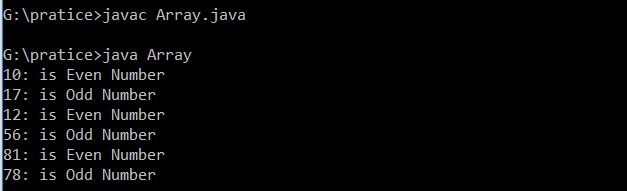 G:\pratice>javac Array.java
G:\pratice>java Array
10: is Even Number
17: is Odd Number
12: is Even Number
56: is Odd Number
81: is Even Number
78: is Odd Number